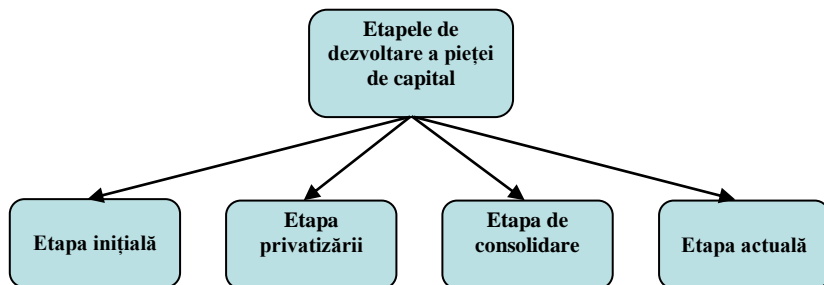 Etapele de
dezvoltare a pieței
de capital
Etapa inițială
Etapa
privatizării
Etapa de
consolidare
Etapa actuală